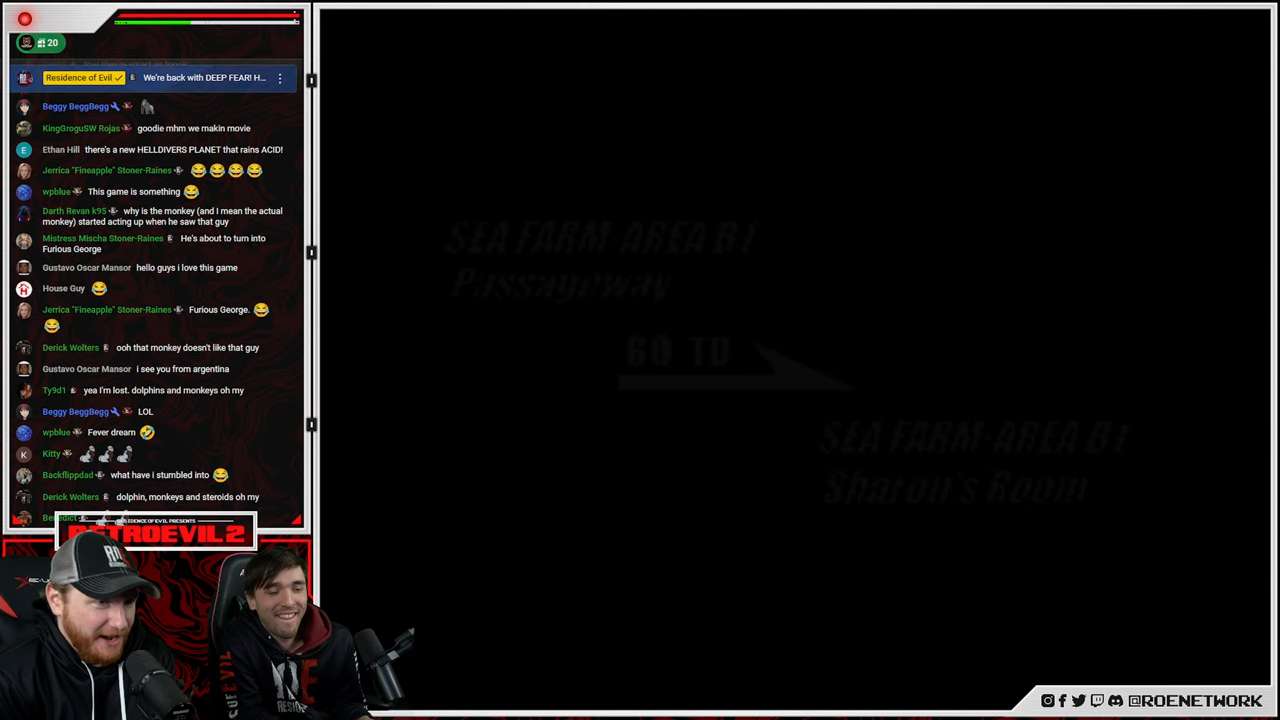 20
Residence of Evil We're back with DEEP FEAR! H...
Beggy BeggBegg
KingGroguSW Rojas goodie mhm we makin movie
E Ethan Hill there's a new HELLDIVERS PLANET that rains ACID!
Jerrica "Fineapple" Stoner-Raines 😂 😂 😂 😂
wpblue This game is something 😂
Darth Revan k95 why is the monkey (and I mean the actual
monkey) started acting up when he saw that guy
Mistress Mischa Stoner-Raines He's about to turn into
Furious George
Gustavo Oscar Mansor hello guys i love this game
House Guy 😂
Jerrica "Fineapple" Stoner-Raines Furious George. 😂
😂
Derick Wolters ooh that monkey doesn't like that guy
Gustavo Oscar Mansor i see you from argentina
Ty9d1 yea I'm lost. dolphins and monkeys oh my
Beggy BeggBegg LOL
wpblue Fever dream 🤣
K Kitty
Backflippdad what have i stumbled into 😂
Derick Wolters dolphin, monkeys and steroids oh my
Benedict
RESIDENCE OF EVIL PRESENTS
RETROEVIL 2
SEA FARM AREA B1
Passageway
GO TO
SEA FARM AREA B1
Sharon's Room
@ROENETWORK